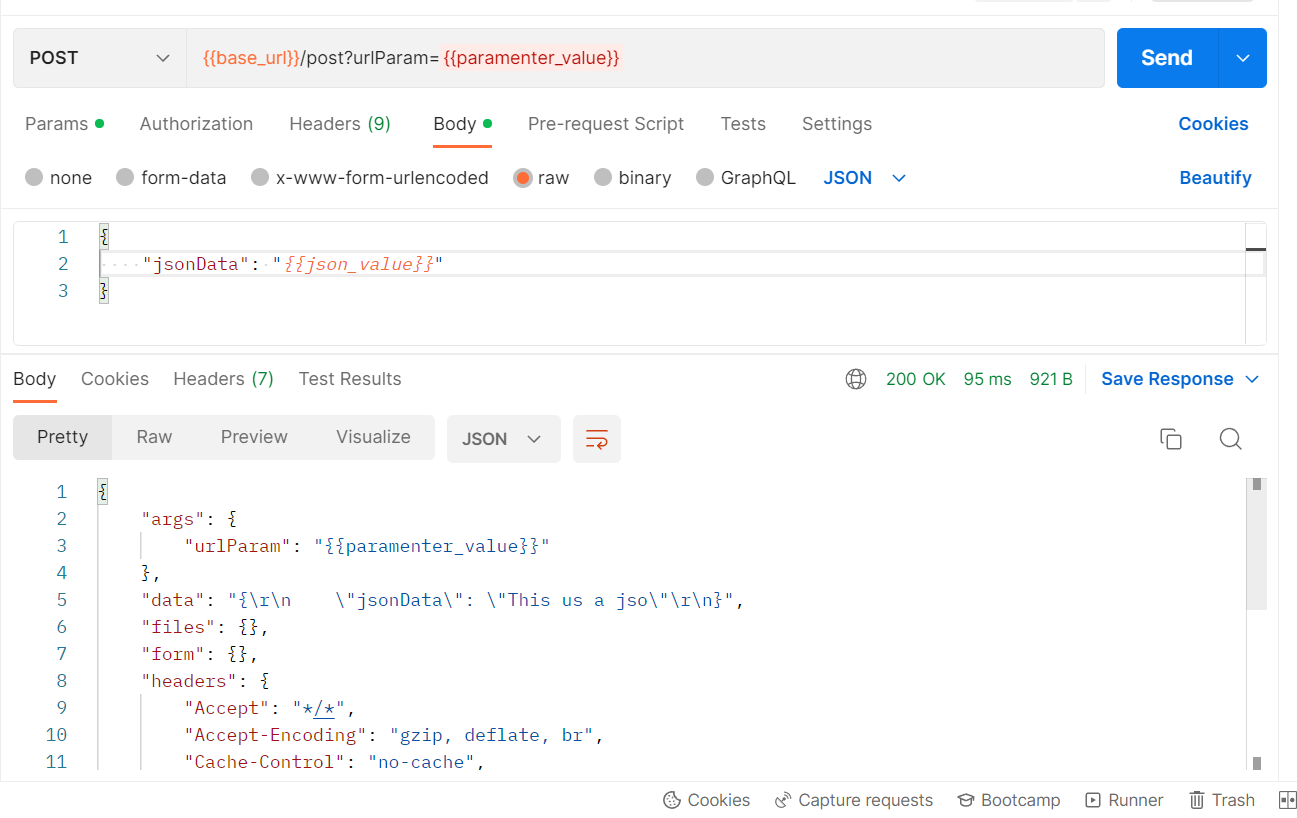 POST {{base_url}}/post?urlParam= {{paramenter_value}} Send
Params Authorization Headers (9) Body Pre-request Script Tests Settings Cookies
none form-data x-www-form-urlencoded raw binary GraphQL JSON Beautify
1 {
2 "jsonData": "{{json_value}}"
3 }
Body Cookies Headers (7) Test Results 200 OK 95 ms 921 B Save Response
Pretty Raw Preview Visualize JSON
1 {
2 "args": {
3 "urlParam": "{{paramenter_value}}"
4 },
5 "data": "{\r\n    \"jsonData\": \"This us a jso\"\r\n}",
6 "files": {},
7 "form": {},
8 "headers": {
9 "Accept": "*/*",
10 "Accept-Encoding": "gzip, deflate, br",
11 "Cache-Control": "no-cache",
Cookies Capture requests Bootcamp Runner Trash